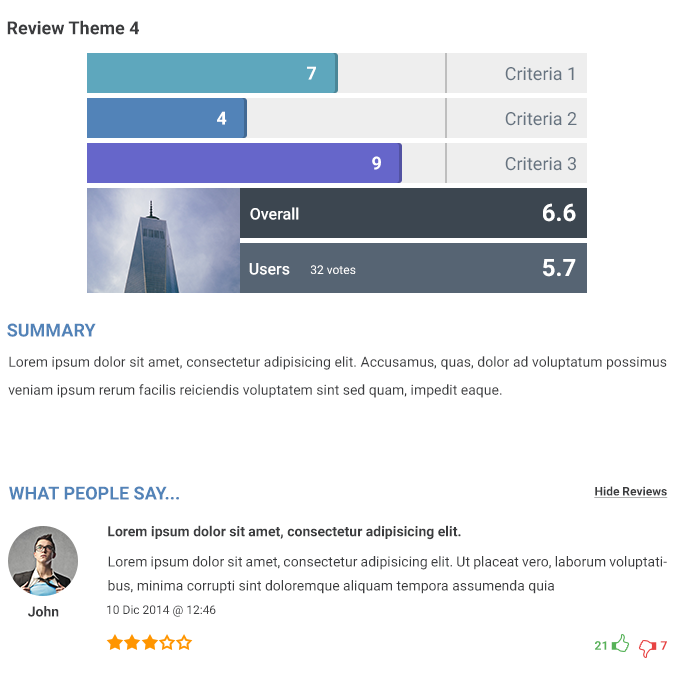 Review Theme 4
7 Criteria 1
4 Criteria 2
9 Criteria 3
Overall 6.6
Users 32 votes 5.7
SUMMARY
Lorem ipsum dolor sit amet, consectetur adipisicing elit. Accusamus, quas, dolor ad voluptatum possimus
veniam ipsum rerum facilis reiciendis voluptatem sint sed quam, impedit eaque.
WHAT PEOPLE SAY... Hide Reviews
Lorem ipsum dolor sit amet, consectetur adipisicing elit.
Lorem ipsum dolor sit amet, consectetur adipisicing elit. Ut placeat vero, laborum voluptati-
bus, minima corrupti sint doloremque aliquam tempora assumenda quia
John 10 Dic 2014 @ 12:46
21 7